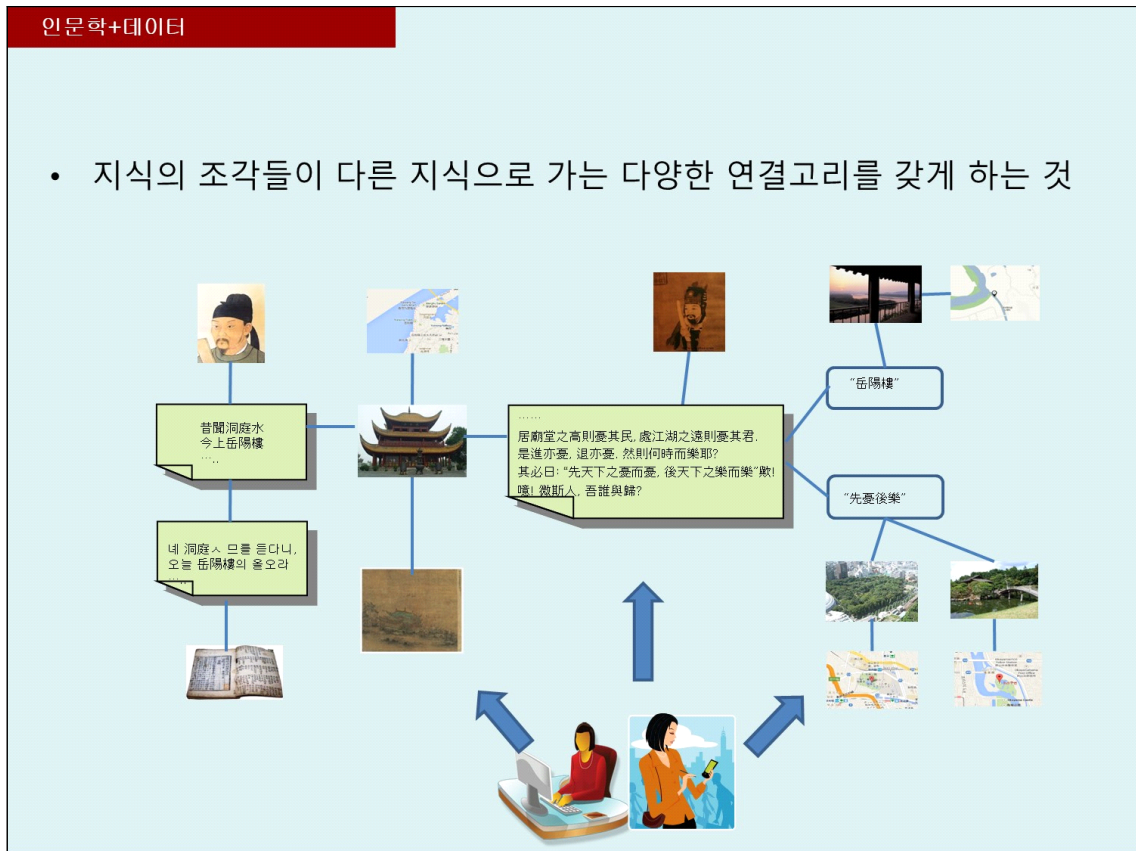 인문학+데이터
• 지식의 조각들이 다른 지식으로 가는 다양한 연결고리를 갖게 하는 것
昔聞洞庭水
今上岳陽樓
…..
녜 洞庭ㅅ 므를 듣다니,
오늘 岳陽樓의 올오라
…..
……
居廟堂之高則憂其民, 處江湖之遠則憂其君.
是進亦憂, 退亦憂, 然則何時而樂耶?
其必曰: “先天下之憂而憂, 後天下之樂而樂”歟!
噫! 微斯人, 吾誰與歸?
“岳陽樓”
“先憂後樂”